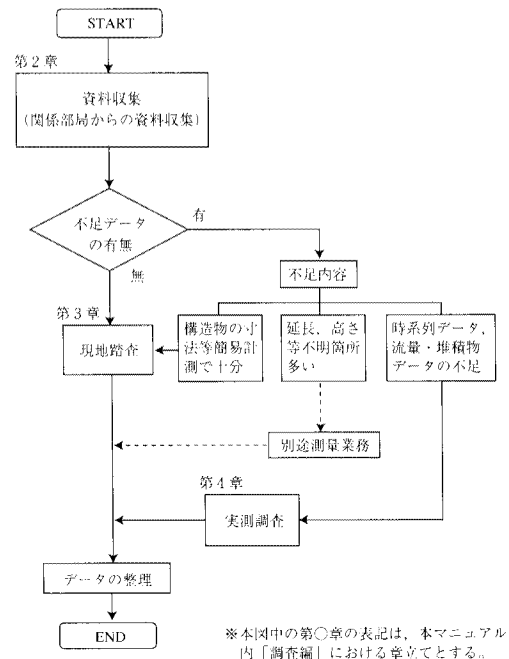 START
第2章
資料収集
(関係部局からの資料収集)
不足データ
の有無
有
無
不足内容
第3章
現地踏査
構造物の寸
法等簡易計
測で十分
延長，高さ
等不明箇所
多い
時系列データ，
流量・堆積物
データの不足
別途測量業務
第4章
実測調査
データの整理
END
※本図中の第○章の表記は，本マニュアル
内「調査編」における章立てとする。